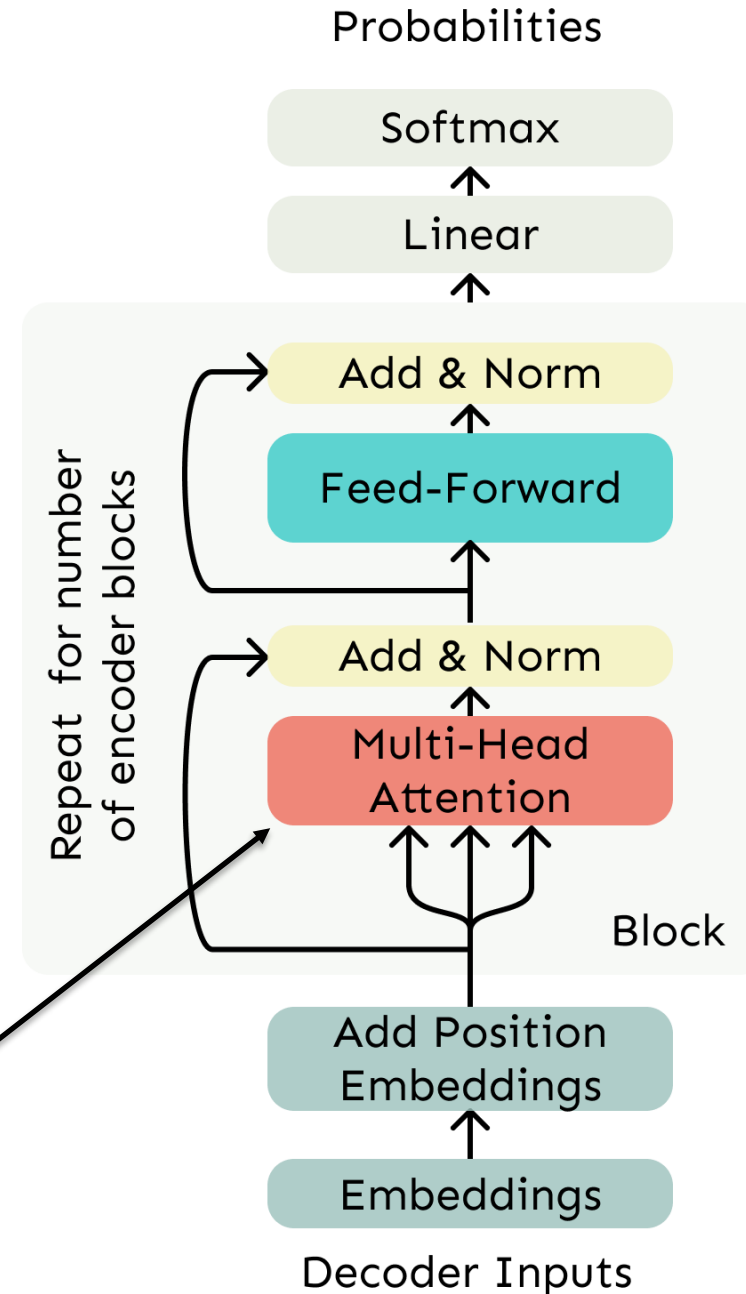 Probabilities
Softmax
Linear
Add & Norm
Feed-Forward
Repeat for number
of encoder blocks
Add & Norm
Multi-Head
Attention
Block
Add Position
Embeddings
Embeddings
Decoder Inputs